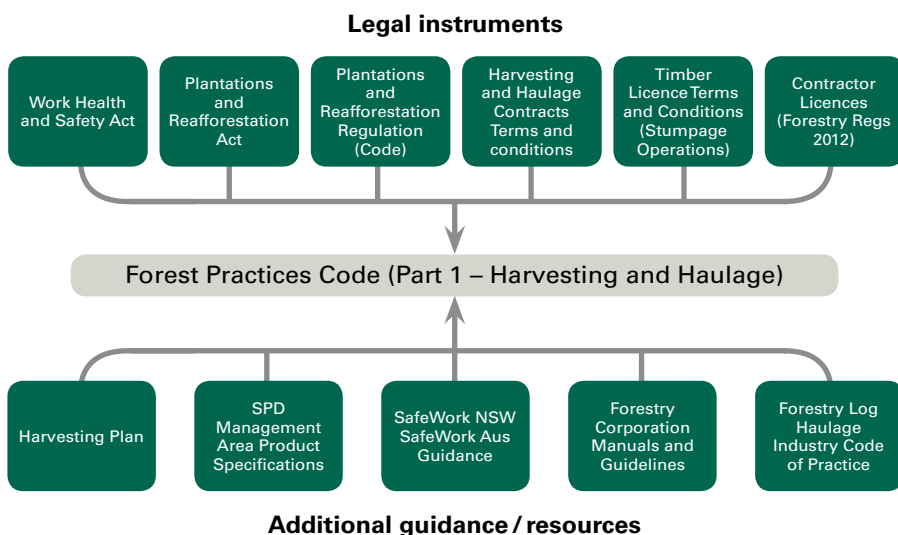 Legal instruments
Work Health
and Safety Act
Plantations
and
Reafforestation
Act
Plantations
and
Reafforestation
Regulation
(Code)
Harvesting
and Haulage
Contracts
Terms and
conditions
Timber
Licence Terms
and Conditions
(Stumpage
Operations)
Contractor
Licences
(Forestry Regs
2012)
Forest Practices Code (Part 1 – Harvesting and Haulage)
Harvesting Plan
SPD
Management
Area Product
Specifications
SafeWork NSW
SafeWork Aus
Guidance
Forestry
Corporation
Manuals and
Guidelines
Forestry Log
Haulage
Industry Code
of Practice
Additional guidance / resources